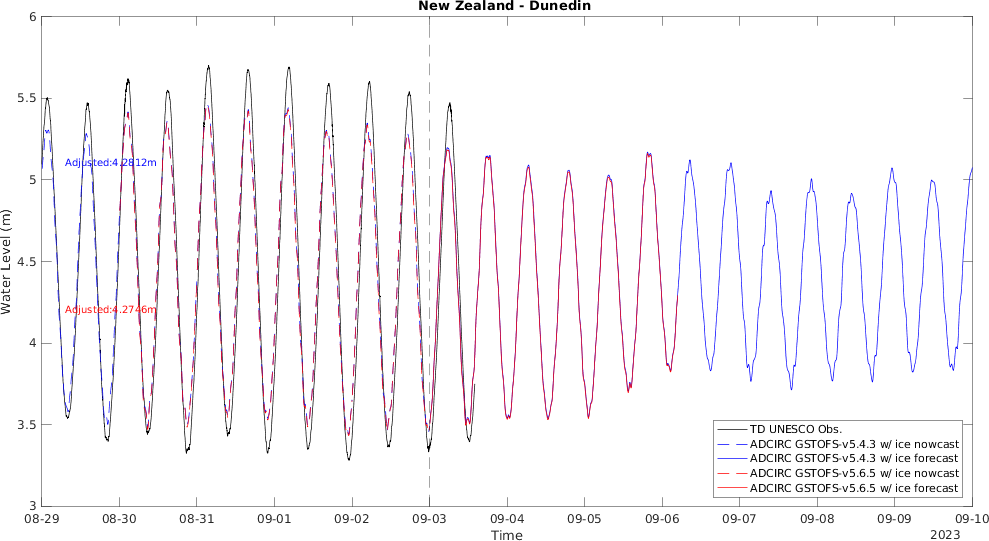 New Zealand - Dunedin
6
5.5
5
4.5
4
3.5
3
Water Level (m)
Adjusted:4.2812m
Adjusted:4.2746m
TD UNESCO Obs.
ADCIRC GSTOFS-v5.4.3 w/ ice nowcast
ADCIRC GSTOFS-v5.4.3 w/ ice forecast
ADCIRC GSTOFS-v5.6.5 w/ ice nowcast
ADCIRC GSTOFS-v5.6.5 w/ ice forecast
08-29 08-30 08-31 09-01 09-02 09-03 09-04 09-05 09-06 09-07 09-08 09-09 09-10
Time
2023